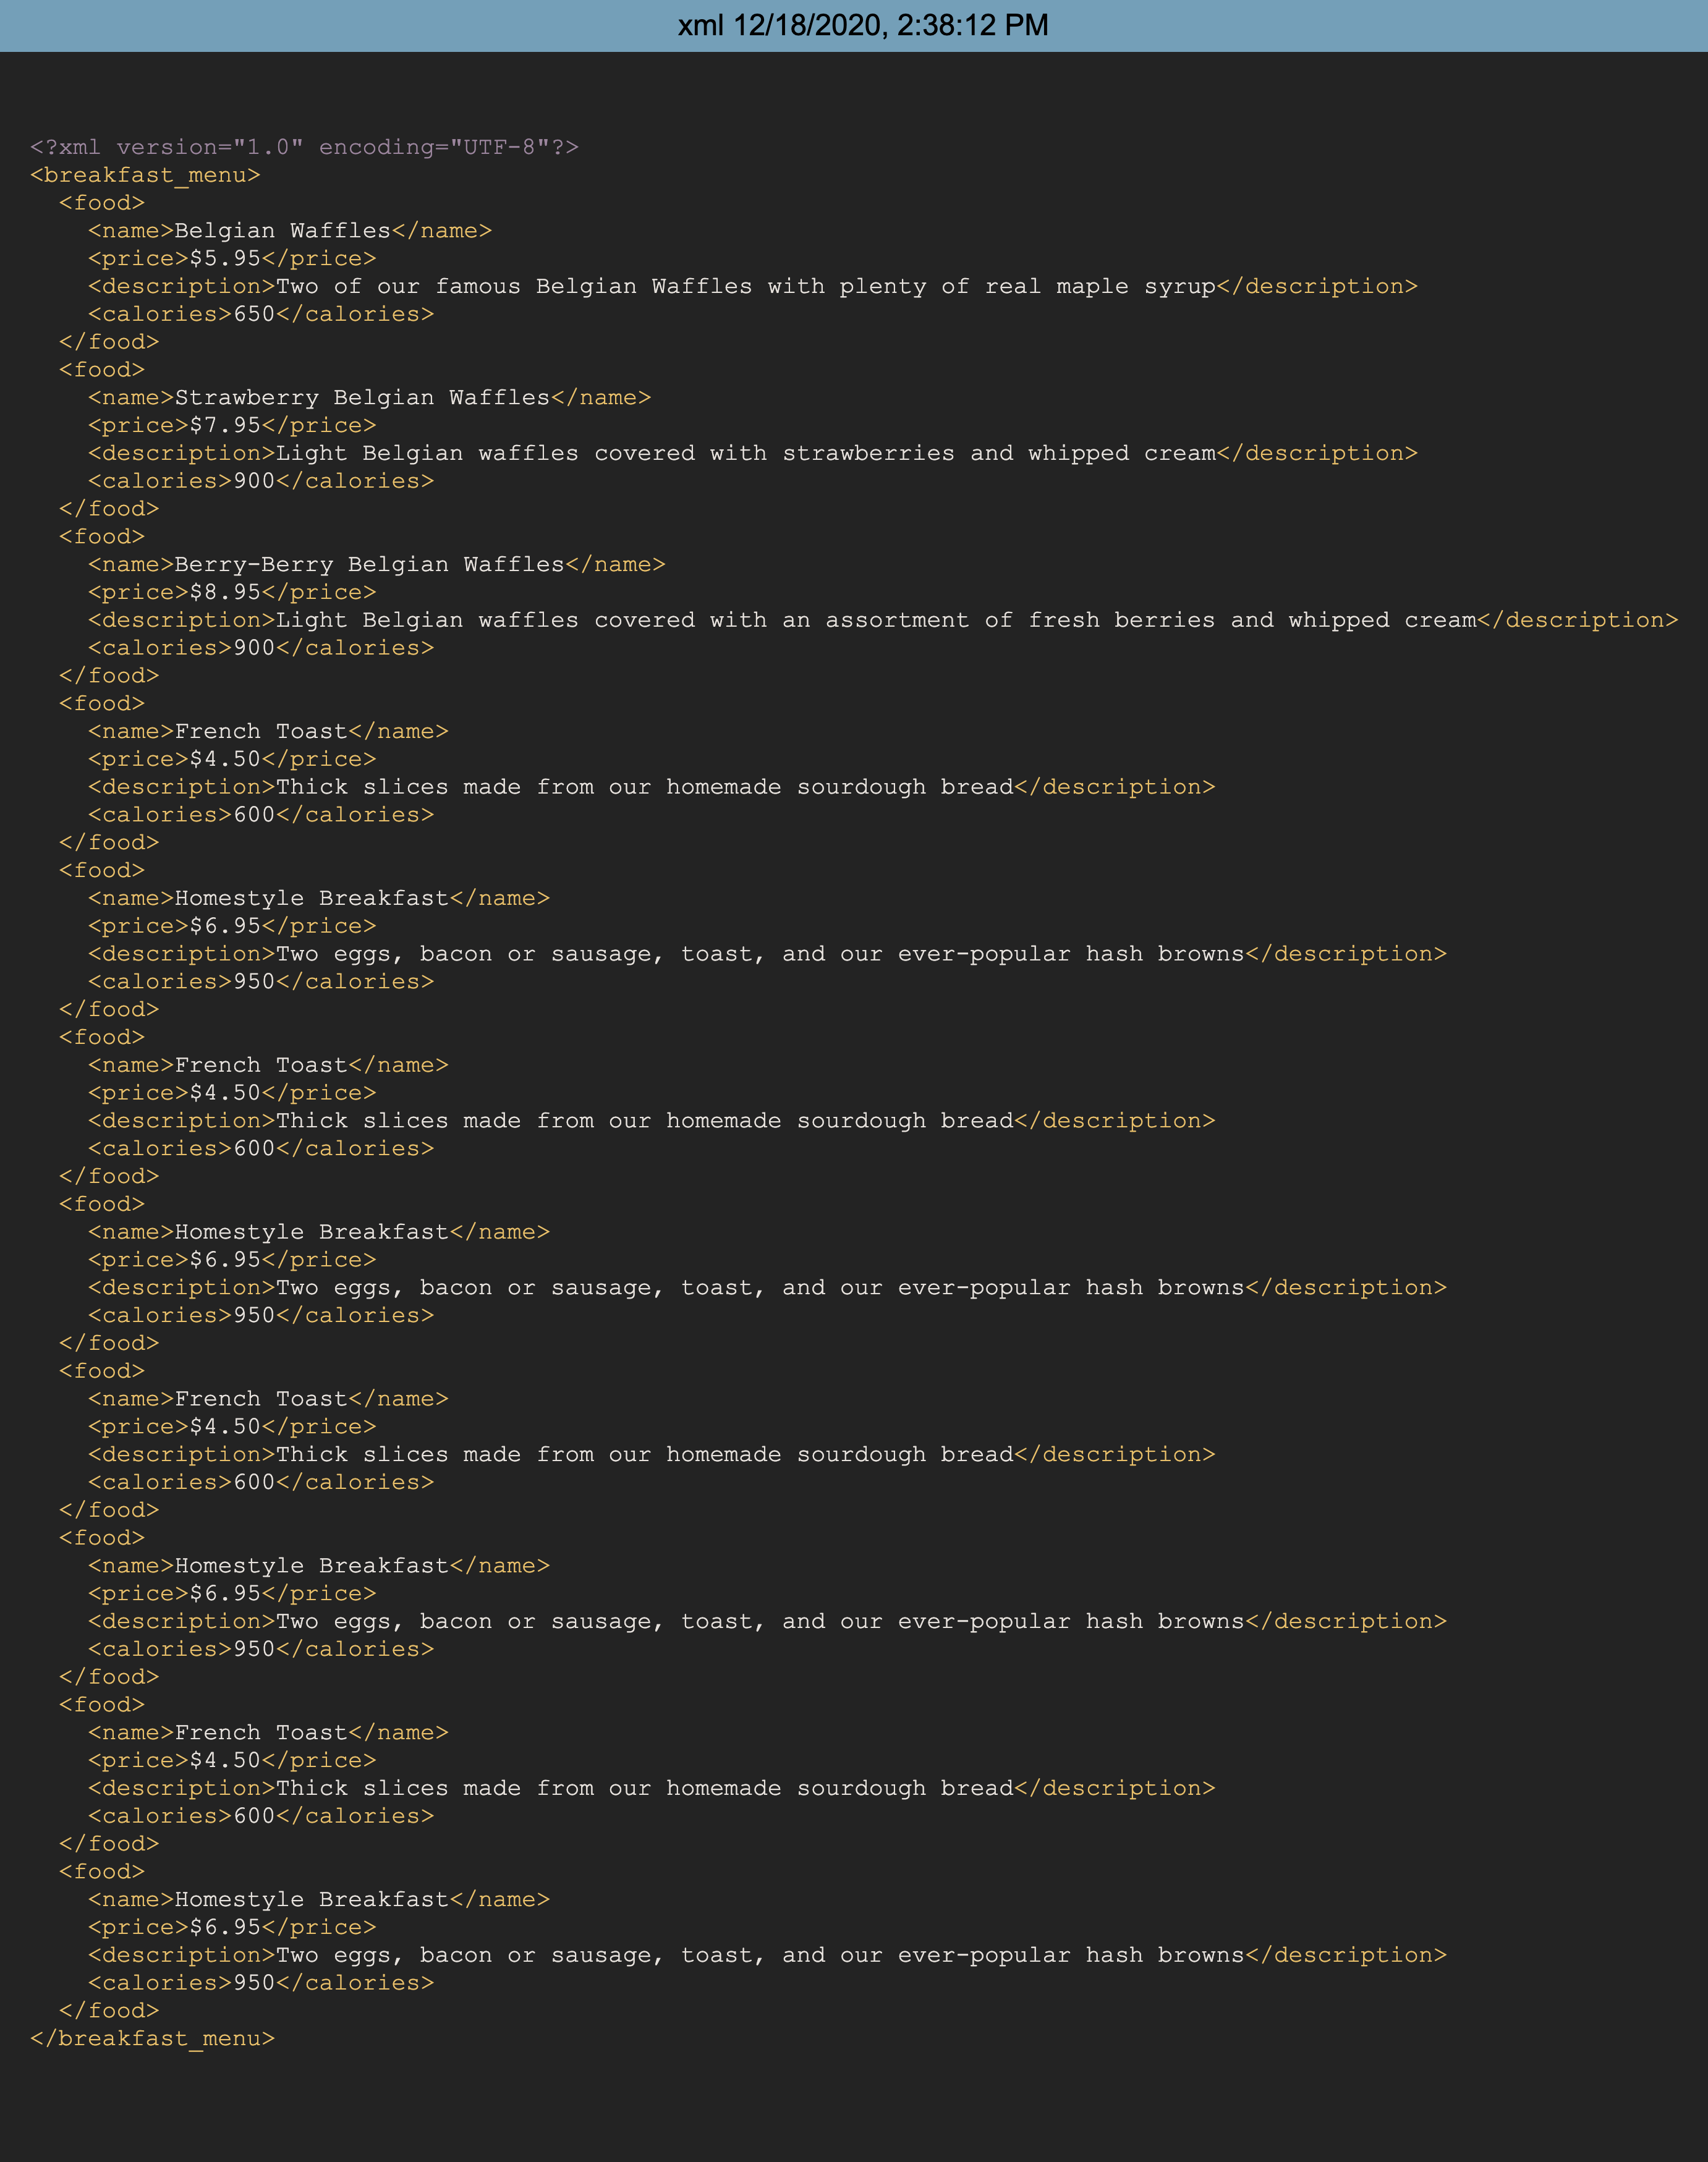 xml 12/18/2020, 2:38:12 PM
<?xml version="1.0" encoding="UTF-8"?>
<breakfast_menu>
  <food>
    <name>Belgian Waffles</name>
    <price>$5.95</price>
    <description>Two of our famous Belgian Waffles with plenty of real maple syrup</description>
    <calories>650</calories>
  </food>
  <food>
    <name>Strawberry Belgian Waffles</name>
    <price>$7.95</price>
    <description>Light Belgian waffles covered with strawberries and whipped cream</description>
    <calories>900</calories>
  </food>
  <food>
    <name>Berry-Berry Belgian Waffles</name>
    <price>$8.95</price>
    <description>Light Belgian waffles covered with an assortment of fresh berries and whipped cream</description>
    <calories>900</calories>
  </food>
  <food>
    <name>French Toast</name>
    <price>$4.50</price>
    <description>Thick slices made from our homemade sourdough bread</description>
    <calories>600</calories>
  </food>
  <food>
    <name>Homestyle Breakfast</name>
    <price>$6.95</price>
    <description>Two eggs, bacon or sausage, toast, and our ever-popular hash browns</description>
    <calories>950</calories>
  </food>
  <food>
    <name>French Toast</name>
    <price>$4.50</price>
    <description>Thick slices made from our homemade sourdough bread</description>
    <calories>600</calories>
  </food>
  <food>
    <name>Homestyle Breakfast</name>
    <price>$6.95</price>
    <description>Two eggs, bacon or sausage, toast, and our ever-popular hash browns</description>
    <calories>950</calories>
  </food>
  <food>
    <name>French Toast</name>
    <price>$4.50</price>
    <description>Thick slices made from our homemade sourdough bread</description>
    <calories>600</calories>
  </food>
  <food>
    <name>Homestyle Breakfast</name>
    <price>$6.95</price>
    <description>Two eggs, bacon or sausage, toast, and our ever-popular hash browns</description>
    <calories>950</calories>
  </food>
  <food>
    <name>French Toast</name>
    <price>$4.50</price>
    <description>Thick slices made from our homemade sourdough bread</description>
    <calories>600</calories>
  </food>
  <food>
    <name>Homestyle Breakfast</name>
    <price>$6.95</price>
    <description>Two eggs, bacon or sausage, toast, and our ever-popular hash browns</description>
    <calories>950</calories>
  </food>
</breakfast_menu>